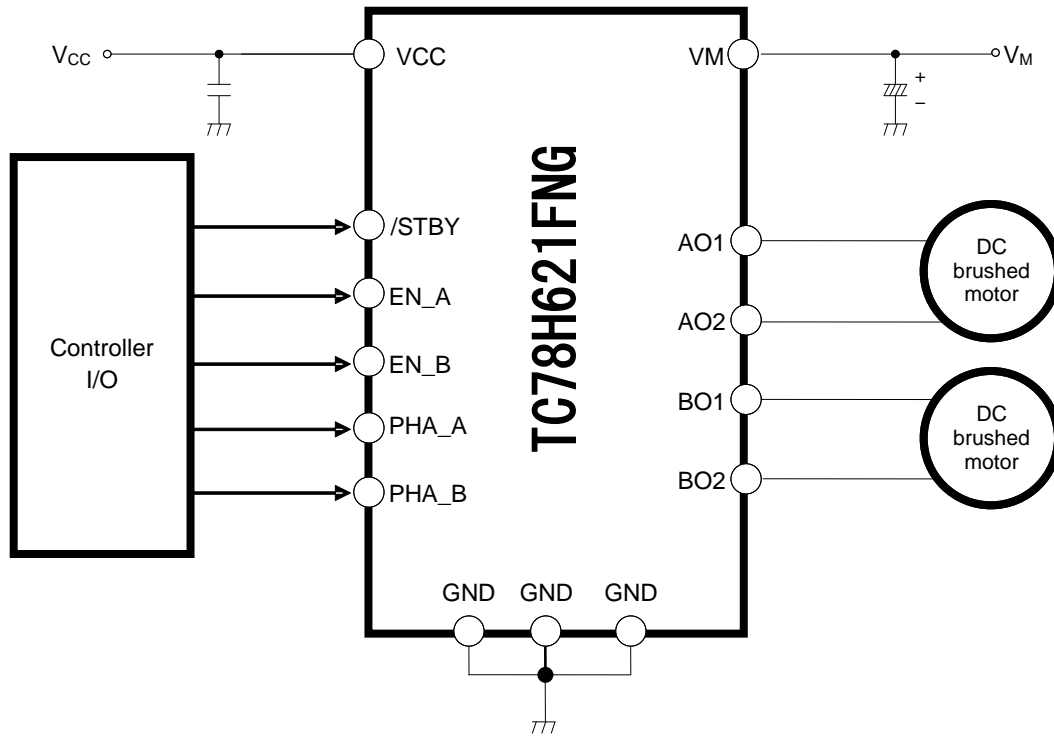 VCC
VCC
VM
VM
+
−
TC78H621FNG
Controller
I/O
/STBY
EN_A
EN_B
PHA_A
PHA_B
AO1
AO2
BO1
BO2
DC
brushed
motor
DC
brushed
motor
GND
GND
GND